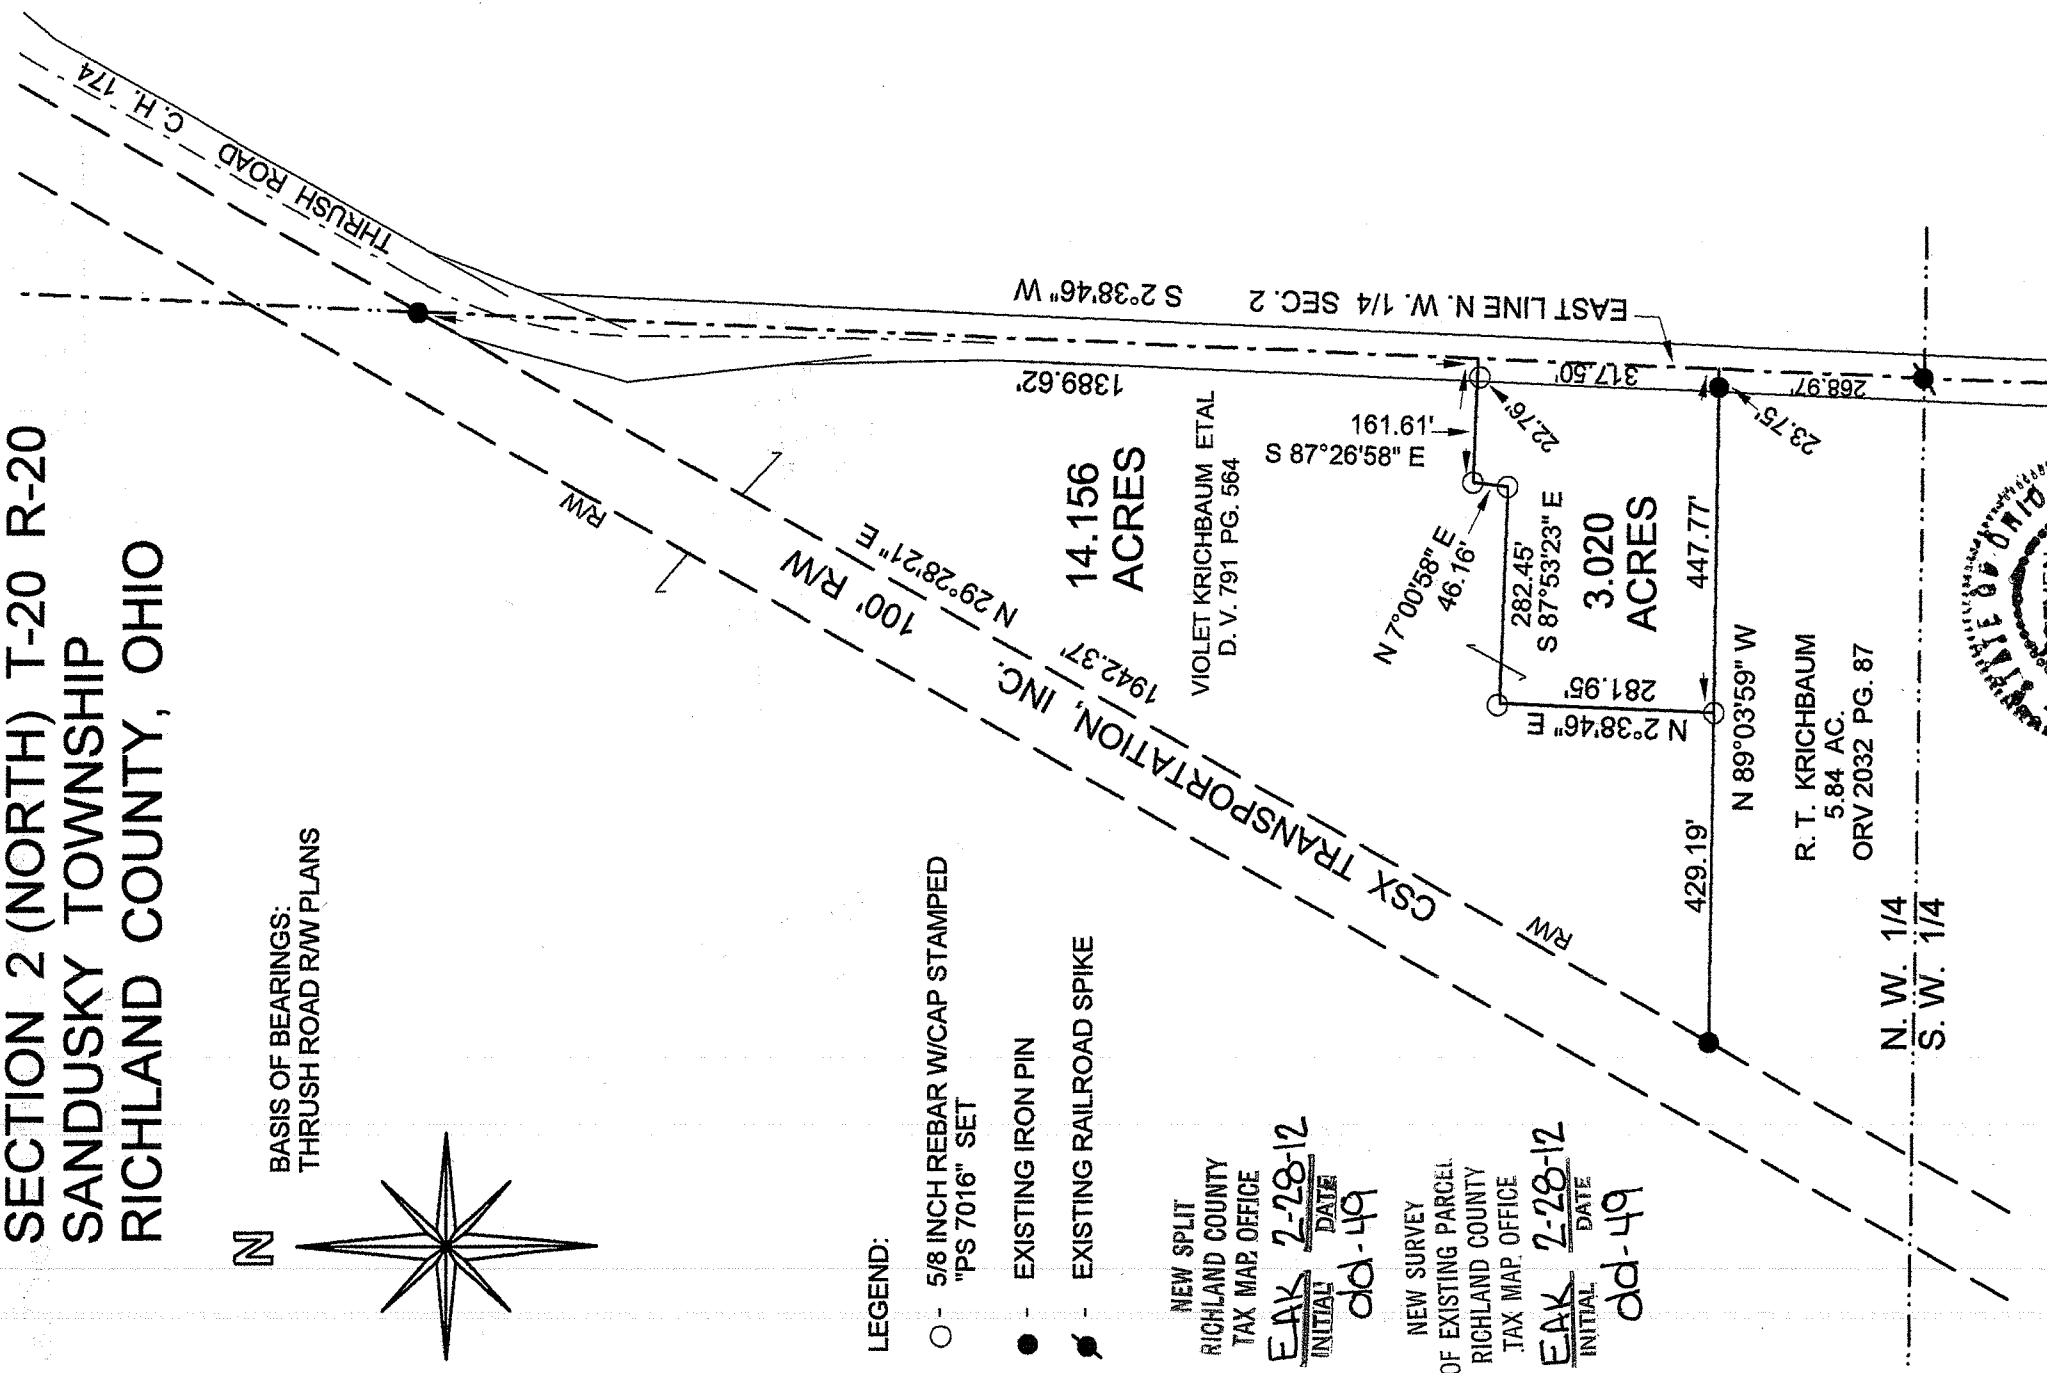 SECTION 2 (NORTH) T-20 R-20
SANDUSKY TOWNSHIP
RICHLAND COUNTY, OHIO
BASIS OF BEARINGS:
THRUSH ROAD R/W PLANS
N
LEGEND:
5/8 INCH REBAR W/CAP STAMPED
"PS 7016" SET
EXISTING IRON PIN
EXISTING RAILROAD SPIKE
NEW SPLIT
RICHLAND COUNTY
TAX MAP OFFICE
EAK 2-28-12
INITIAL DATE
dd-49
NEW SURVEY
OF EXISTING PARCEL
RICHLAND COUNTY
TAX MAP OFFICE
EAK 2-28-12
INITIAL DATE
dd-49
THRUSH ROAD C. H. 174
R/W
100' R/W
N 29°28'21" E
1942.37'
CSX TRANSPORTATION, INC.
R/W
S 2°38'46" W
EAST LINE N. W. 1/4 SEC. 2
1389.62'
14.156
ACRES
VIOLET KRICHBAUM ETAL
D. V. 791 PG. 564
161.61'
S 87°26'58" E
22.76'
317.50'
268.97'
23.75'
N 7°00'58" E
46.16'
282.45'
S 87°53'23" E
3.020
ACRES
447.77'
281.95'
N 2°38'46" E
N 89°03'59" W
429.19'
R. T. KRICHBAUM
5.84 AC.
ORV 2032 PG. 87
N. W. 1/4
S. W. 1/4
STATE OF OHIO